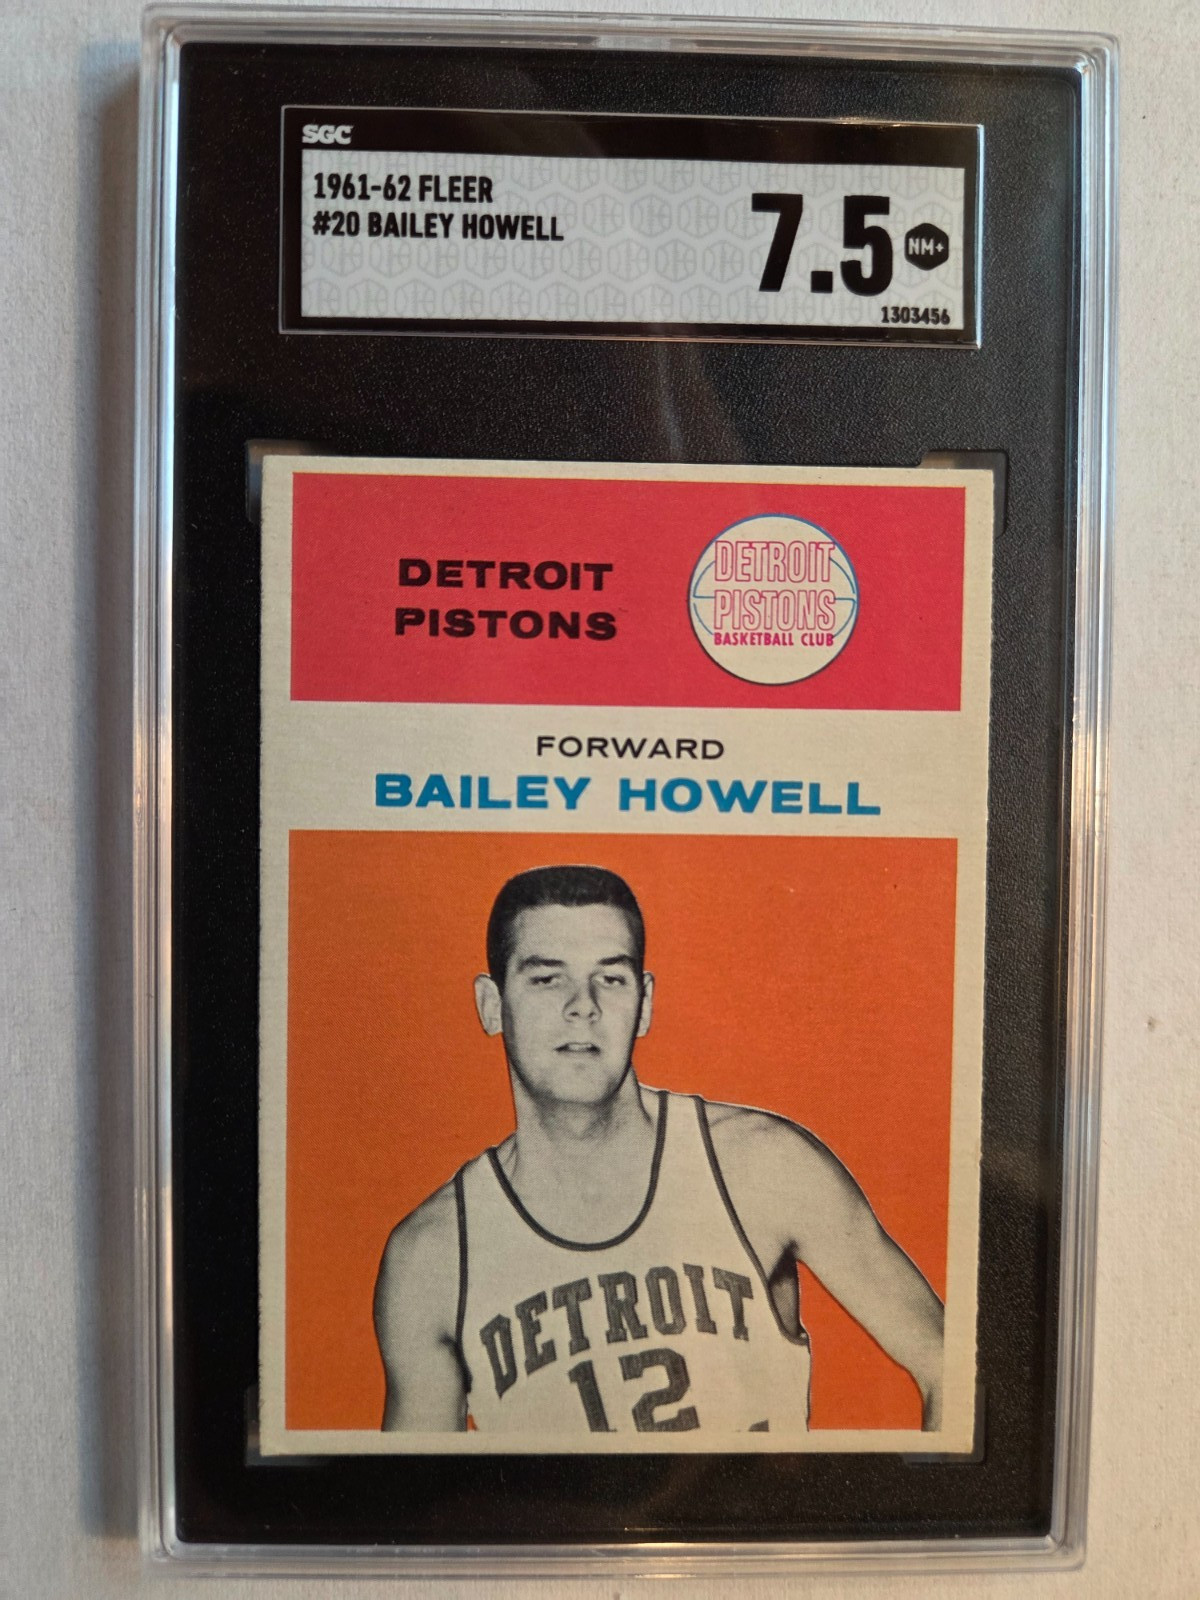 SGC
1961-62 FLEER
#20 BAILEY HOWELL
7.5 NM+
1303456
DETROIT
PISTONS
DETROIT
PISTONS
BASKETBALL CLUB
FORWARD
BAILEY HOWELL
DETROIT
12